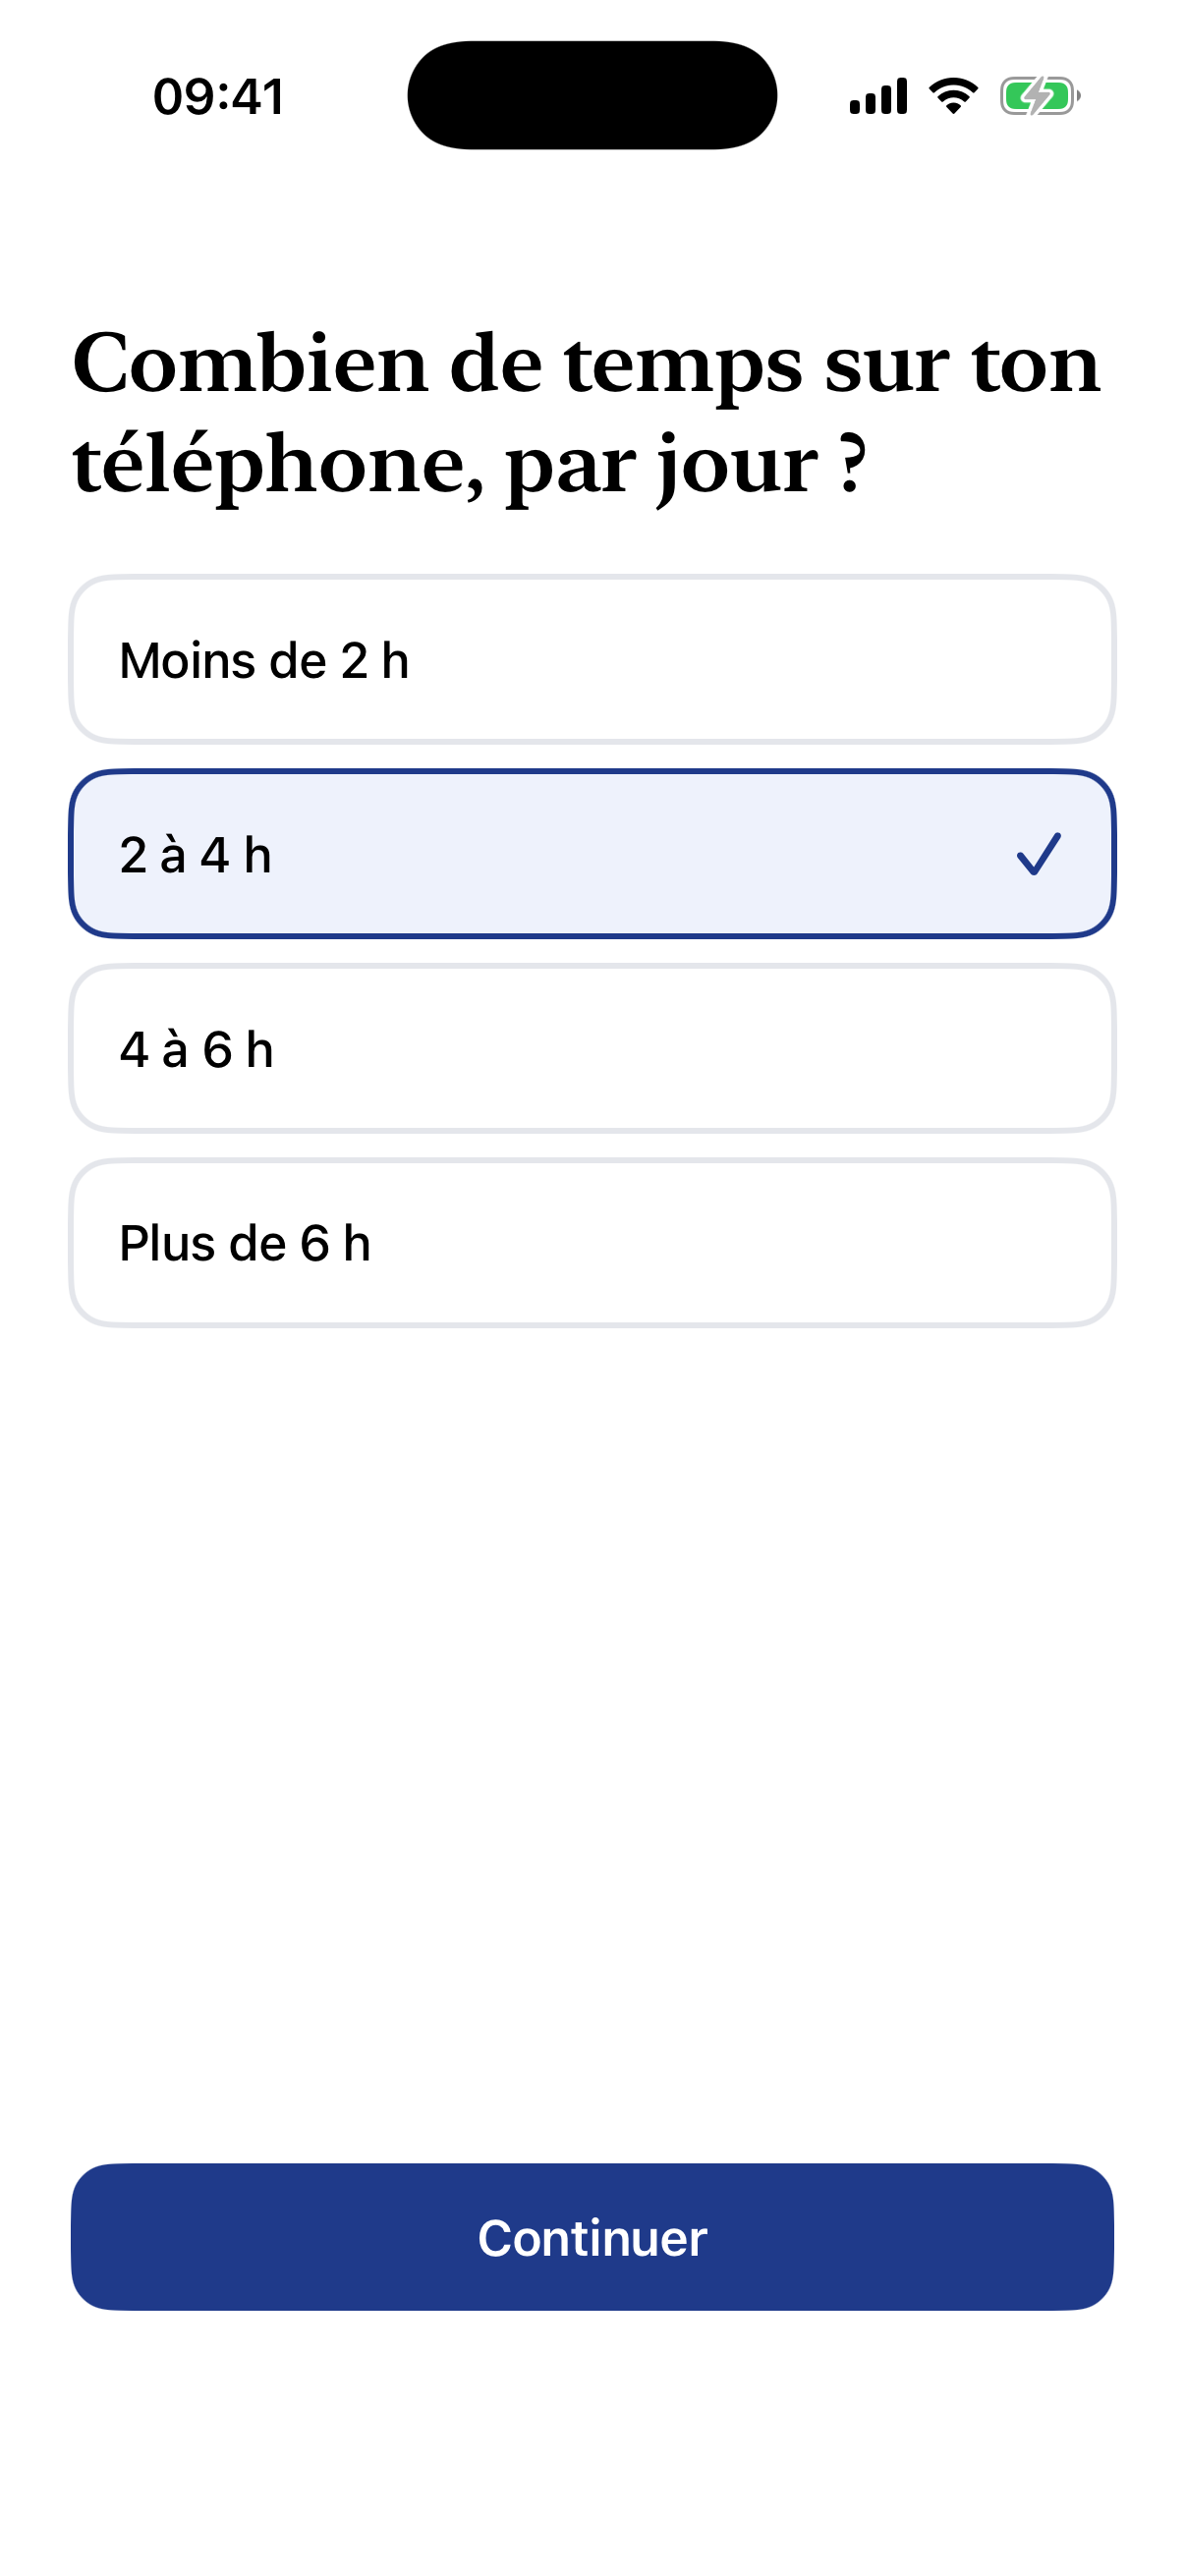 09:41
Combien de temps sur ton
téléphone, par jour ?
Moins de 2 h
2 à 4 h
4 à 6 h
Plus de 6 h
Continuer